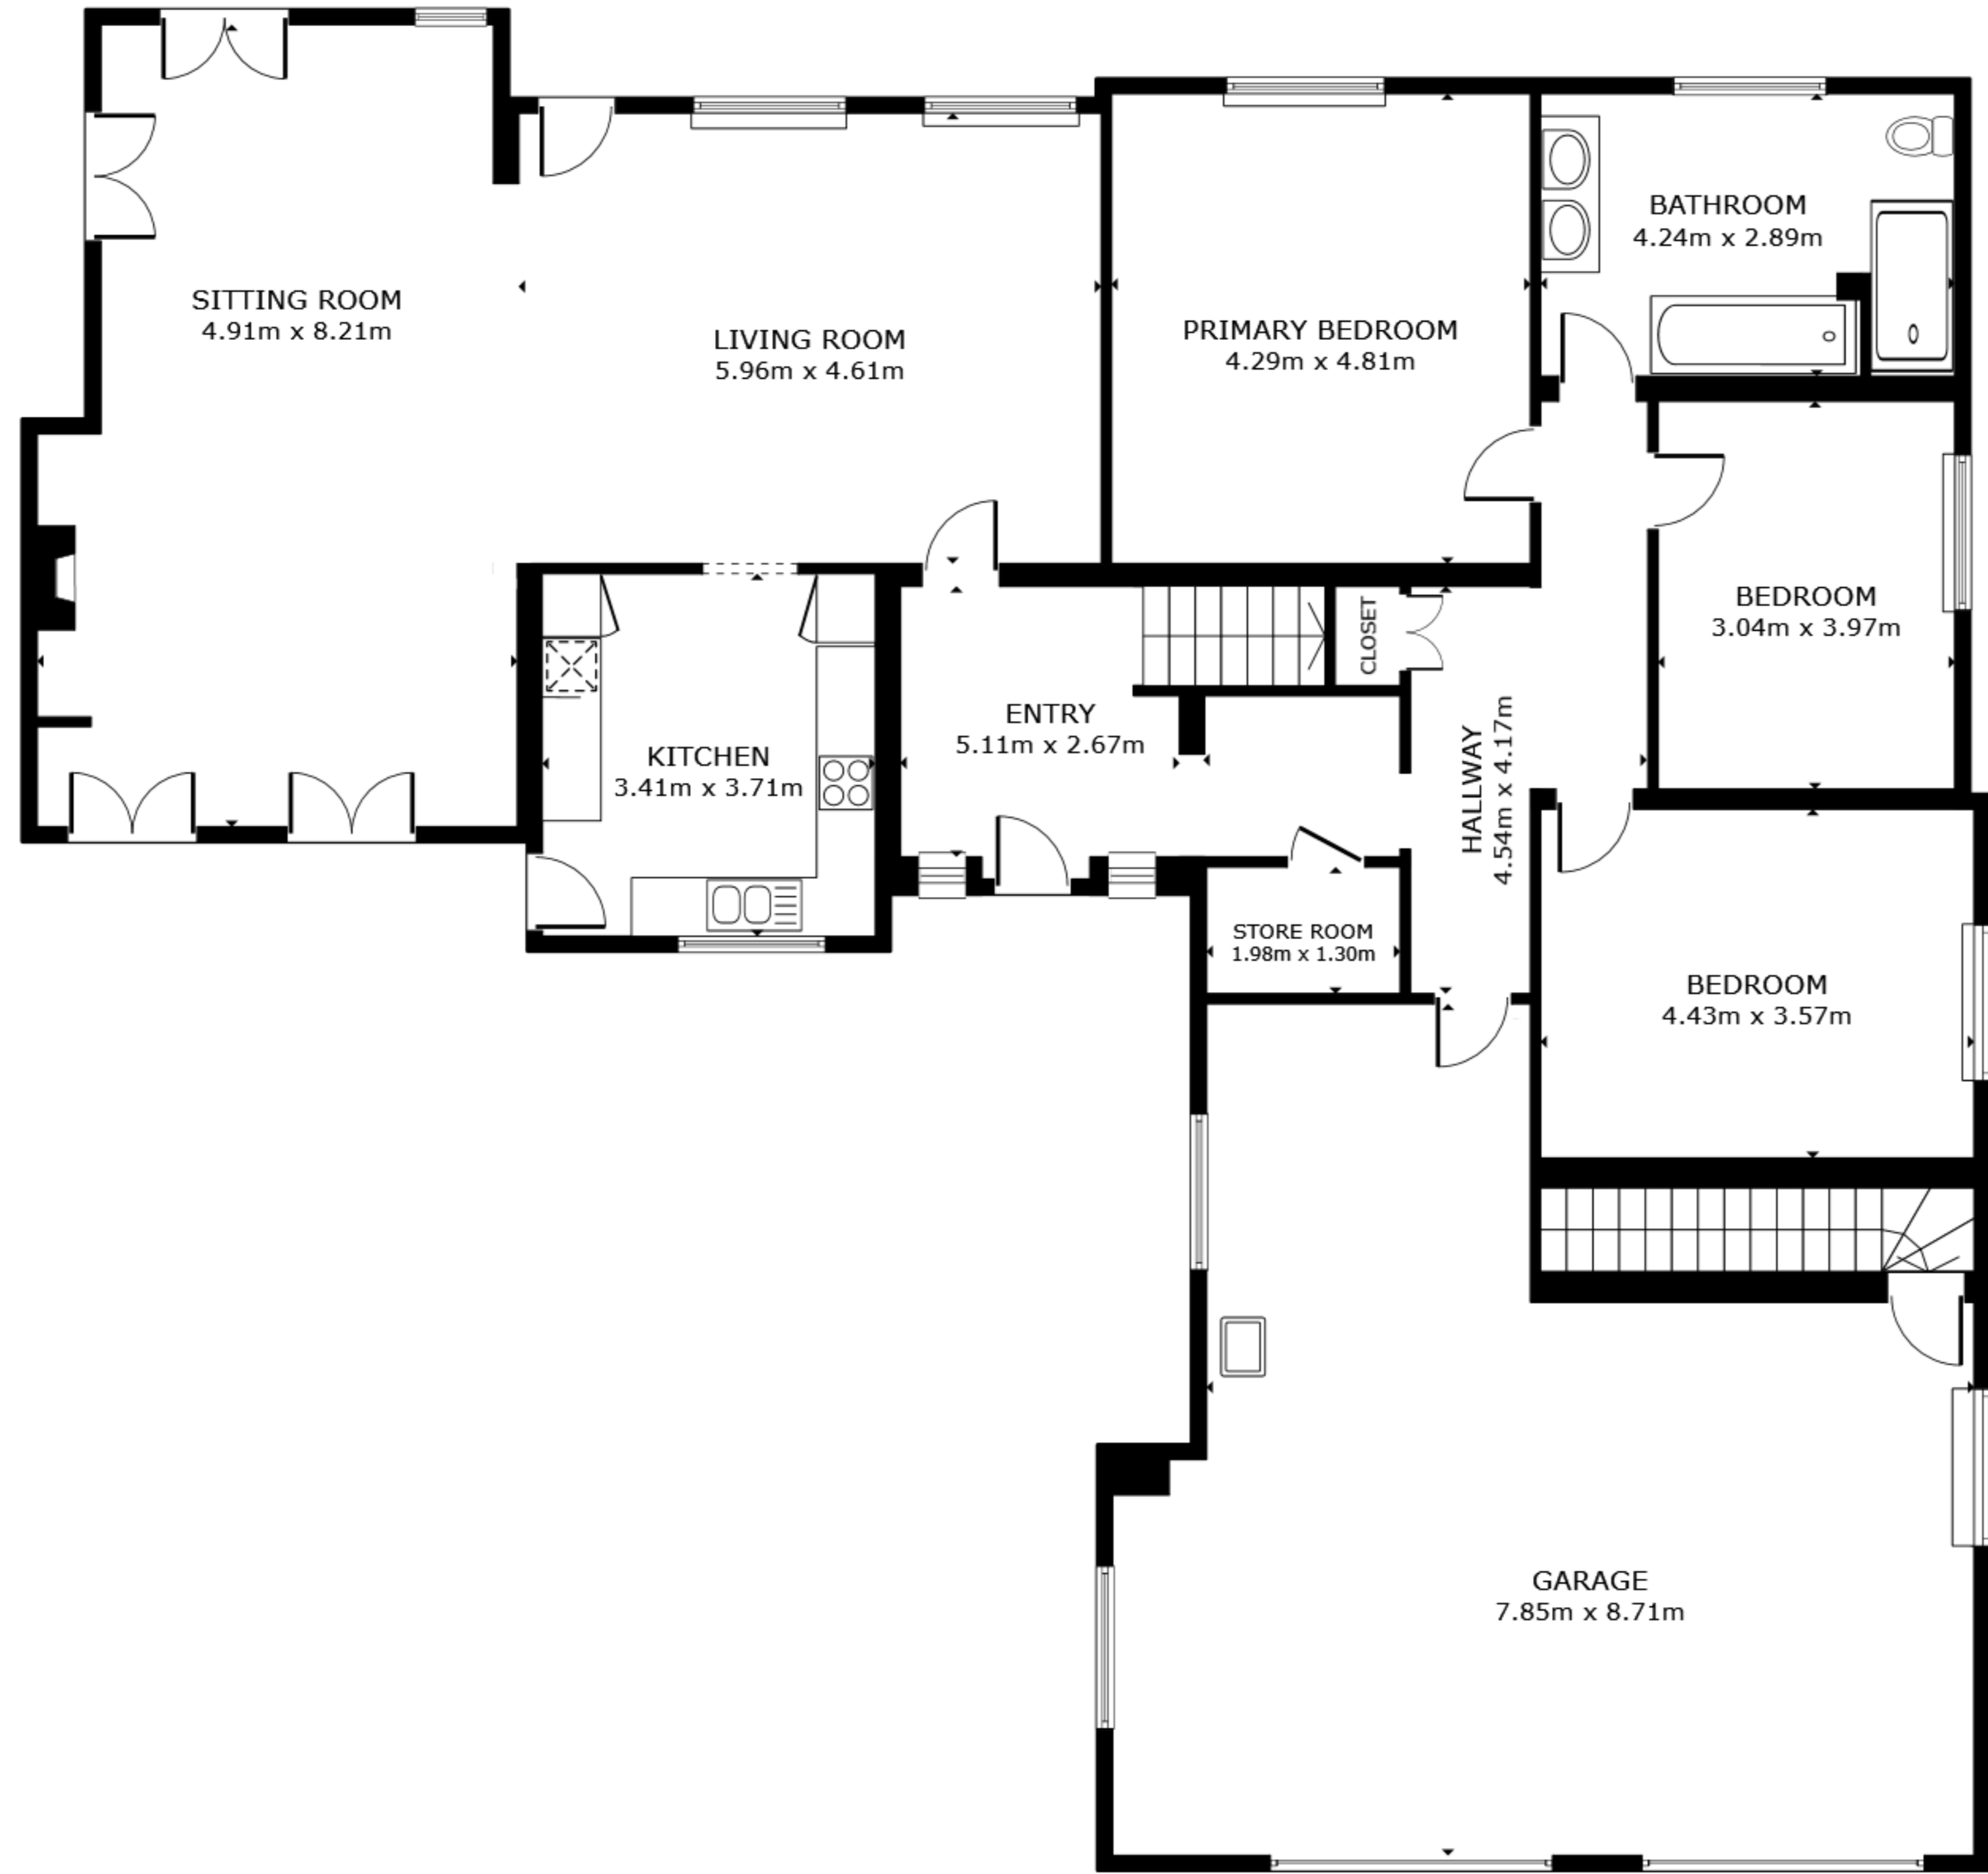 SITTING ROOM
4.91m x 8.21m
LIVING ROOM
5.96m x 4.61m
PRIMARY BEDROOM
4.29m x 4.81m
BATHROOM
4.24m x 2.89m
BEDROOM
3.04m x 3.97m
CLOSET
KITCHEN
3.41m x 3.71m
ENTRY
5.11m x 2.67m
HALLWAY
4.54m x 4.17m
STORE ROOM
1.98m x 1.30m
BEDROOM
4.43m x 3.57m
GARAGE
7.85m x 8.71m